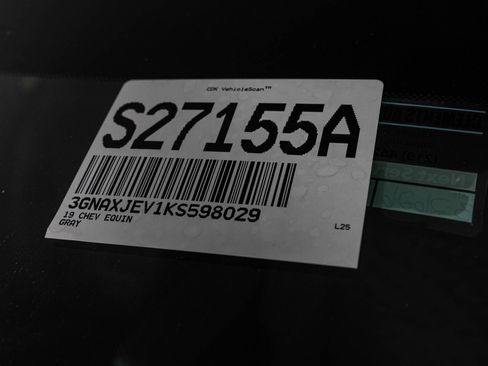 CDK VehicleScan™
S27155A
3GNAXJEV1KS598029
19 CHEV EQUIN
GRAY
L25